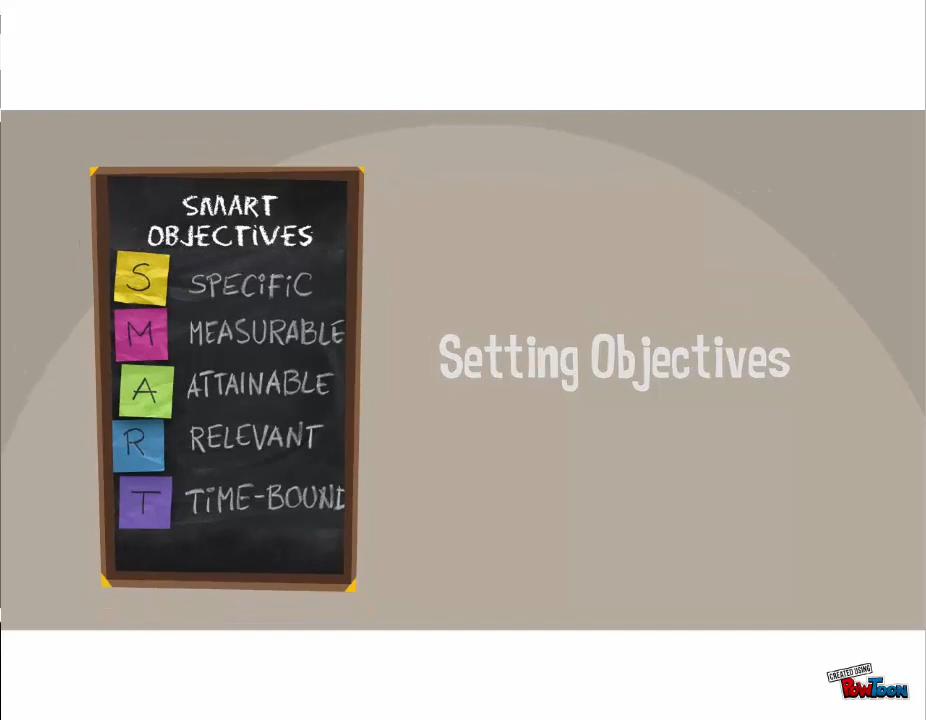 SMART
OBJECTIVES
S SPECIFIC
M MEASURABLE
A ATTAINABLE
R RELEVANT
T TIME-BOUND
Setting Objectives
CREATED USING
POWTOON